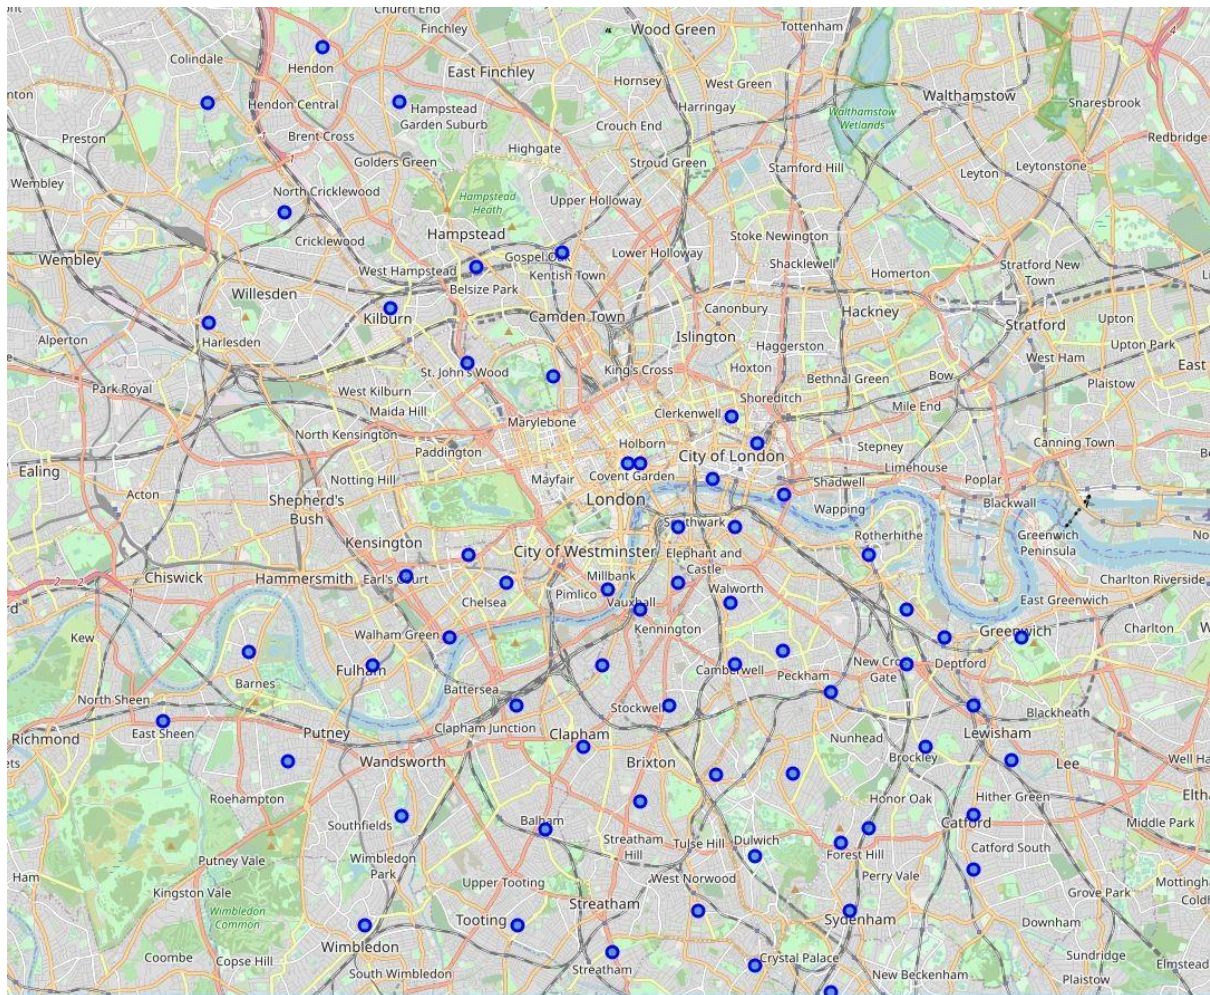 Church End
Finchley
Wood Green
Tottenham
Colindale
Hendon
East Finchley
Hornsey
West Green
Harringay
Walthamstow
Snaresbrook
Hendon Central
Hampstead
Garden Suburb
Preston
Brent Cross
Crouch End
Walthamstow
Wetlands
Redbridge
Highgate
Golders Green
Stroud Green
Stamford Hill
Leytonstone
Leyton
Wembley
North Cricklewood
Hampstead
Heath
Upper Holloway
Cricklewood
Hampstead
Stoke Newington
Wembley
West Hampstead
Gospel Oak
Lower Holloway
Shacklewell
Kentish Town
Homerton
Stratford New
Town
Willesden
Belsize Park
Canonbury
Hackney
Kilburn
Camden Town
Stratford
Upton
Alperton
Harlesden
Islington
Haggerston
West Ham
Upton Park
Park Royal
St. John's Wood
King's Cross
Hoxton
Bethnal Green
Bow
East
West Kilburn
Shoreditch
Plaistow
Maida Hill
Clerkenwell
Mile End
Marylebone
North Kensington
Holborn
Stepney
Canning Town
Paddington
City of London
Ealing
Notting Hill
Mayfair
Covent Garden
Limehouse
Poplar
Acton
Shadwell
Shepherd's
Bush
London
Wapping
Blackwall
Southwark
Rotherhithe
Greenwich
Peninsula
Kensington
City of Westminster
Elephant and
Castle
Chiswick
Hammersmith
Earl's Court
Millbank
Charlton Riverside
Chelsea
Pimlico
Vauxhall
Walworth
East Greenwich
Kew
Walham Green
Kennington
Greenwich
Charlton
Barnes
Fulham
Camberwell
New Cross
Gate
Deptford
North Sheen
Battersea
Peckham
East Sheen
Stockwell
Blackheath
Richmond
Putney
Clapham Junction
Clapham
Nunhead
Lewisham
Wandsworth
Brixton
Brockley
Lee
Roehampton
Honor Oak
Hither Green
Southfields
Balham
Catford
Middle Park
Streatham
Hill
Tulse Hill
Dulwich
Forest Hill
Catford South
Putney Vale
Wimbledon
Park
Ham
Upper Tooting
West Norwood
Perry Vale
Kingston Vale
Grove Park
Wimbledon
Common
Tooting
Streatham
Sydenham
Downham
Wimbledon
Coombe
Copse Hill
Crystal Palace
Sundridge
South Wimbledon
Streatham
New Beckenham
Plaistow